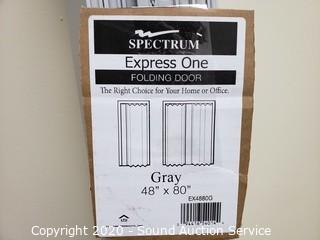 SPECTRUM
Express One
FOLDING DOOR
The Right Choice for Your Home or Office.
Gray
48" x 80"
EX4880G
Copyright 2020 - Sound Auction Service